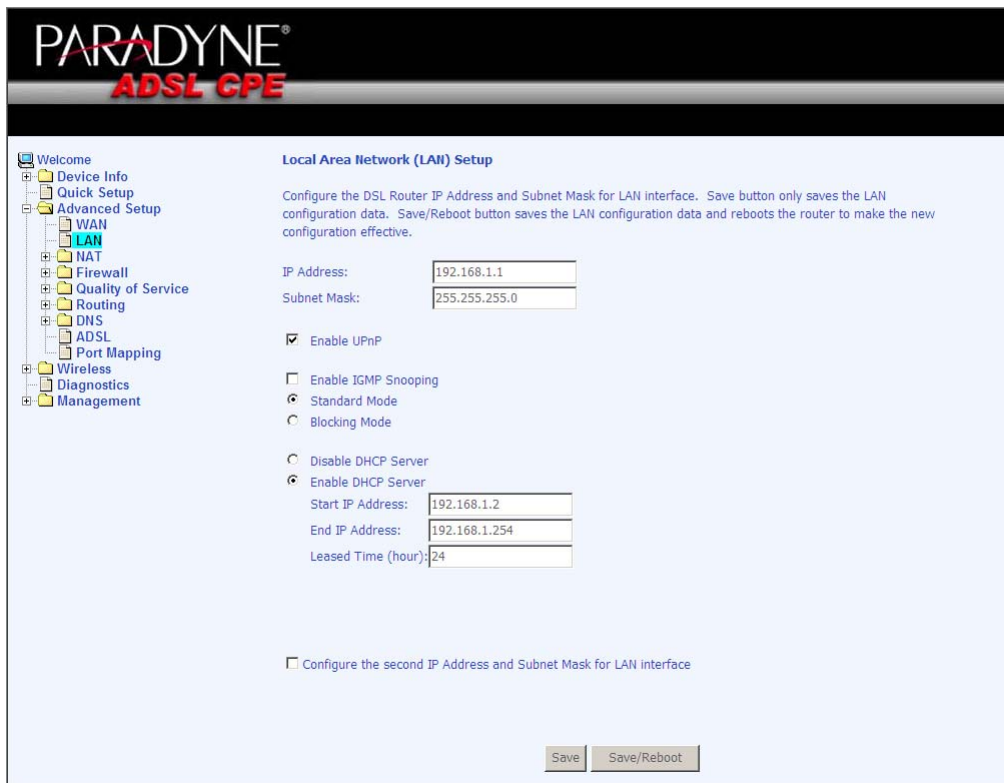 PARADYNE®
ADSL CPE
Welcome
Device Info
Quick Setup
Advanced Setup
WAN
LAN
NAT
Firewall
Quality of Service
Routing
DNS
ADSL
Port Mapping
Wireless
Diagnostics
Management
Local Area Network (LAN) Setup
Configure the DSL Router IP Address and Subnet Mask for LAN interface. Save button only saves the LAN
configuration data. Save/Reboot button saves the LAN configuration data and reboots the router to make the new
configuration effective.
IP Address: 192.168.1.1
Subnet Mask: 255.255.255.0
Enable UPnP
Enable IGMP Snooping
Standard Mode
Blocking Mode
Disable DHCP Server
Enable DHCP Server
Start IP Address: 192.168.1.2
End IP Address: 192.168.1.254
Leased Time (hour): 24
Configure the second IP Address and Subnet Mask for LAN interface
Save Save/Reboot